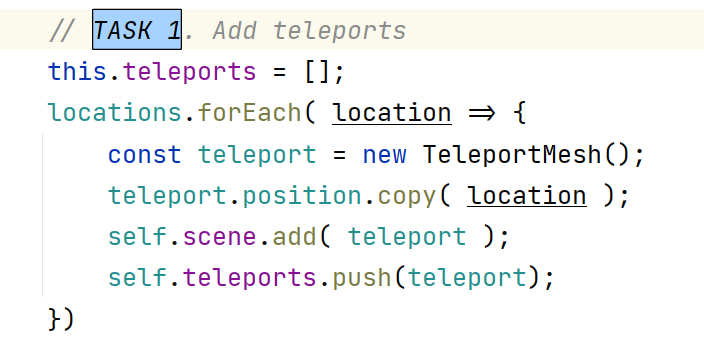 // TASK 1. Add teleports
this.teleports = [];
locations.forEach( location => {
const teleport = new TeleportMesh();
teleport.position.copy( location );
self.scene.add( teleport );
self.teleports.push(teleport);
})